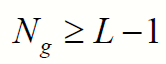 N_g ≥ L − 1